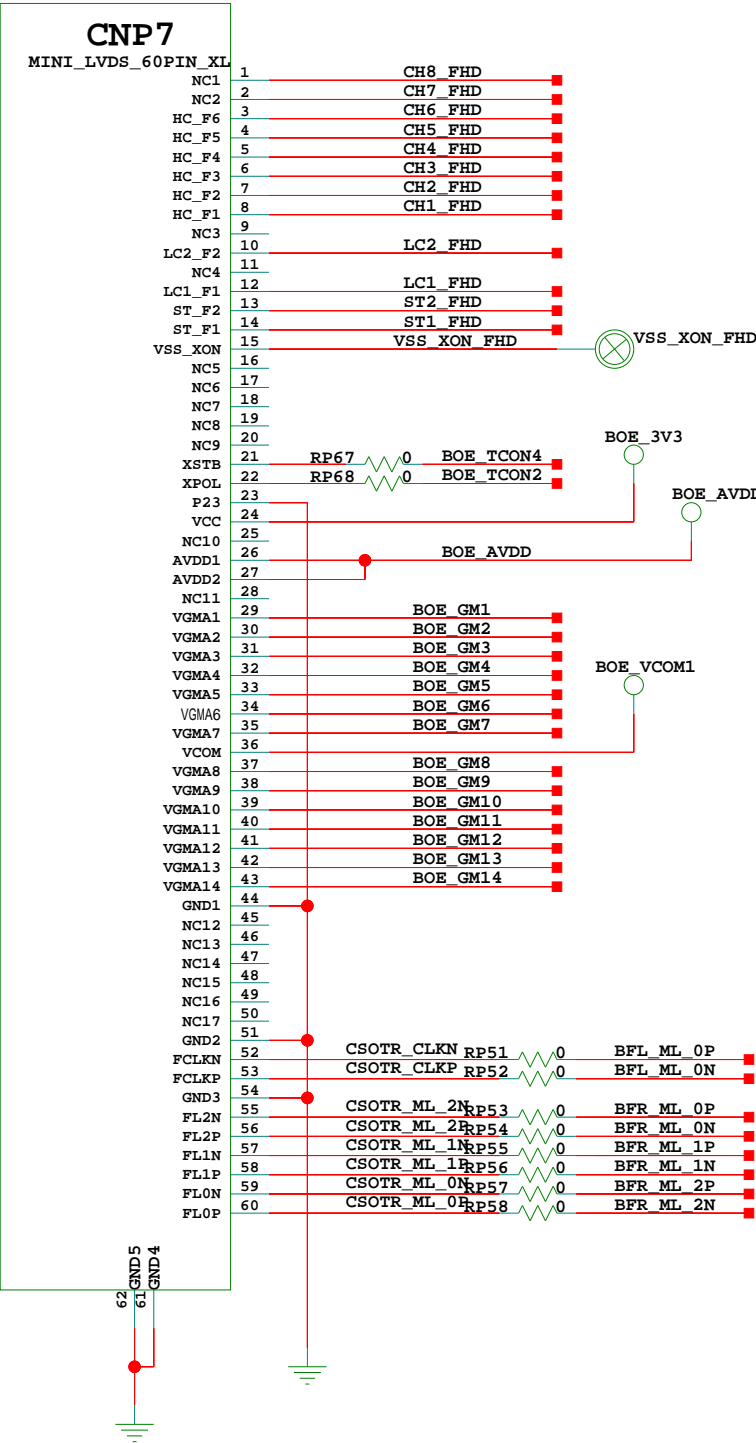 CNP7
MINI_LVDS_60PIN_XL
NC1 1 CH8_FHD
NC2 2 CH7_FHD
HC_F6 3 CH6_FHD
HC_F5 4 CH5_FHD
HC_F4 5 CH4_FHD
HC_F3 6 CH3_FHD
HC_F2 7 CH2_FHD
HC_F1 8 CH1_FHD
NC3 9
LC2_F2 10 LC2_FHD
NC4 11
LC1_F1 12 LC1_FHD
ST_F2 13 ST2_FHD
ST_F1 14 ST1_FHD
VSS_XON 15 VSS_XON_FHD VSS_XON_FHD
NC5 16
NC6 17
NC7 18
NC8 19
NC9 20
BOE_3V3
XSTB 21 RP67 0 BOE_TCON4
XPOL 22 RP68 0 BOE_TCON2
P23 23
BOE_AVDD
VCC 24
NC10 25
AVDD1 26 BOE_AVDD
AVDD2 27
NC11 28
VGMA1 29 BOE_GM1
VGMA2 30 BOE_GM2
VGMA3 31 BOE_GM3
VGMA4 32 BOE_GM4
BOE_VCOM1
VGMA5 33 BOE_GM5
VGMA6 34 BOE_GM6
VGMA7 35 BOE_GM7
VCOM 36
VGMA8 37 BOE_GM8
VGMA9 38 BOE_GM9
VGMA10 39 BOE_GM10
VGMA11 40 BOE_GM11
VGMA12 41 BOE_GM12
VGMA13 42 BOE_GM13
VGMA14 43 BOE_GM14
GND1 44
NC12 45
NC13 46
NC14 47
NC15 48
NC16 49
NC17 50
GND2 51
FCLKN 52 CSOTR_CLKN RP51 0 BFL_ML_0P
FCLKP 53 CSOTR_CLKP RP52 0 BFL_ML_0N
GND3 54
FL2N 55 CSOTR_ML_2N RP53 0 BFR_ML_0P
FL2P 56 CSOTR_ML_2P RP54 0 BFR_ML_0N
FL1N 57 CSOTR_ML_1N RP55 0 BFR_ML_1P
FL1P 58 CSOTR_ML_1P RP56 0 BFR_ML_1N
FL0N 59 CSOTR_ML_0N RP57 0 BFR_ML_2P
FL0P 60 CSOTR_ML_0P RP58 0 BFR_ML_2N
62 GND5
61 GND4